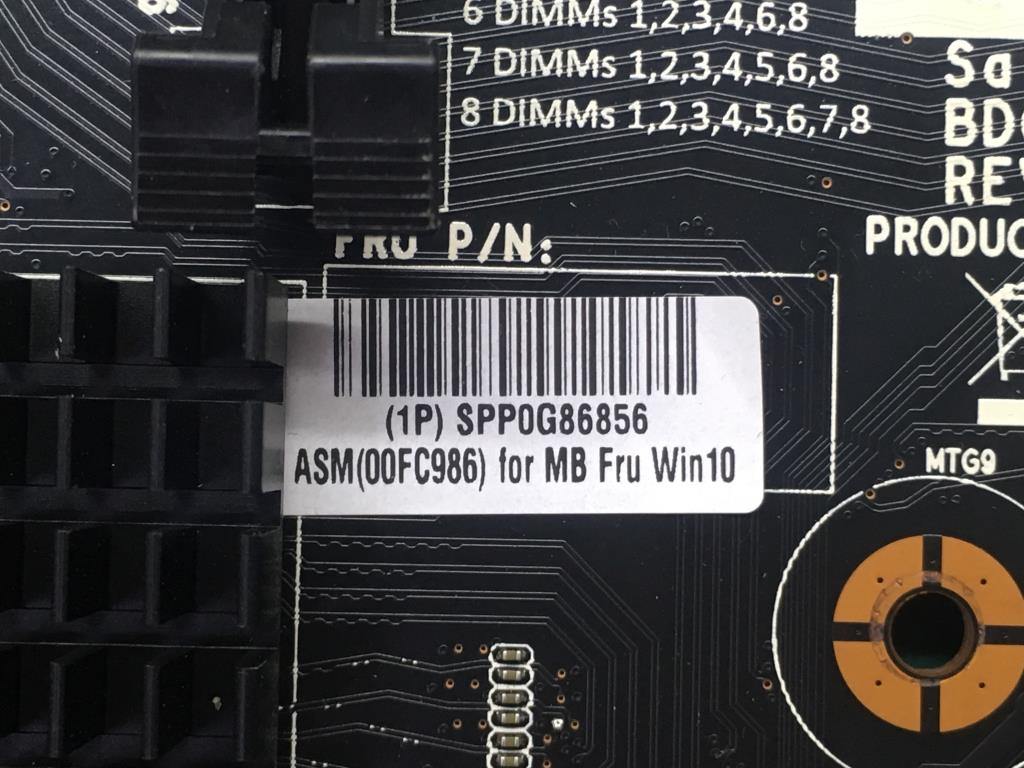 6 DIMMs 1,2,3,4,6,8
7 DIMMs 1,2,3,4,5,6,8
8 DIMMs 1,2,3,4,5,6,7,8
FRU P/N:
(1P) SPP0G86856
ASM(00FC986) for MB Fru Win10
MTG9